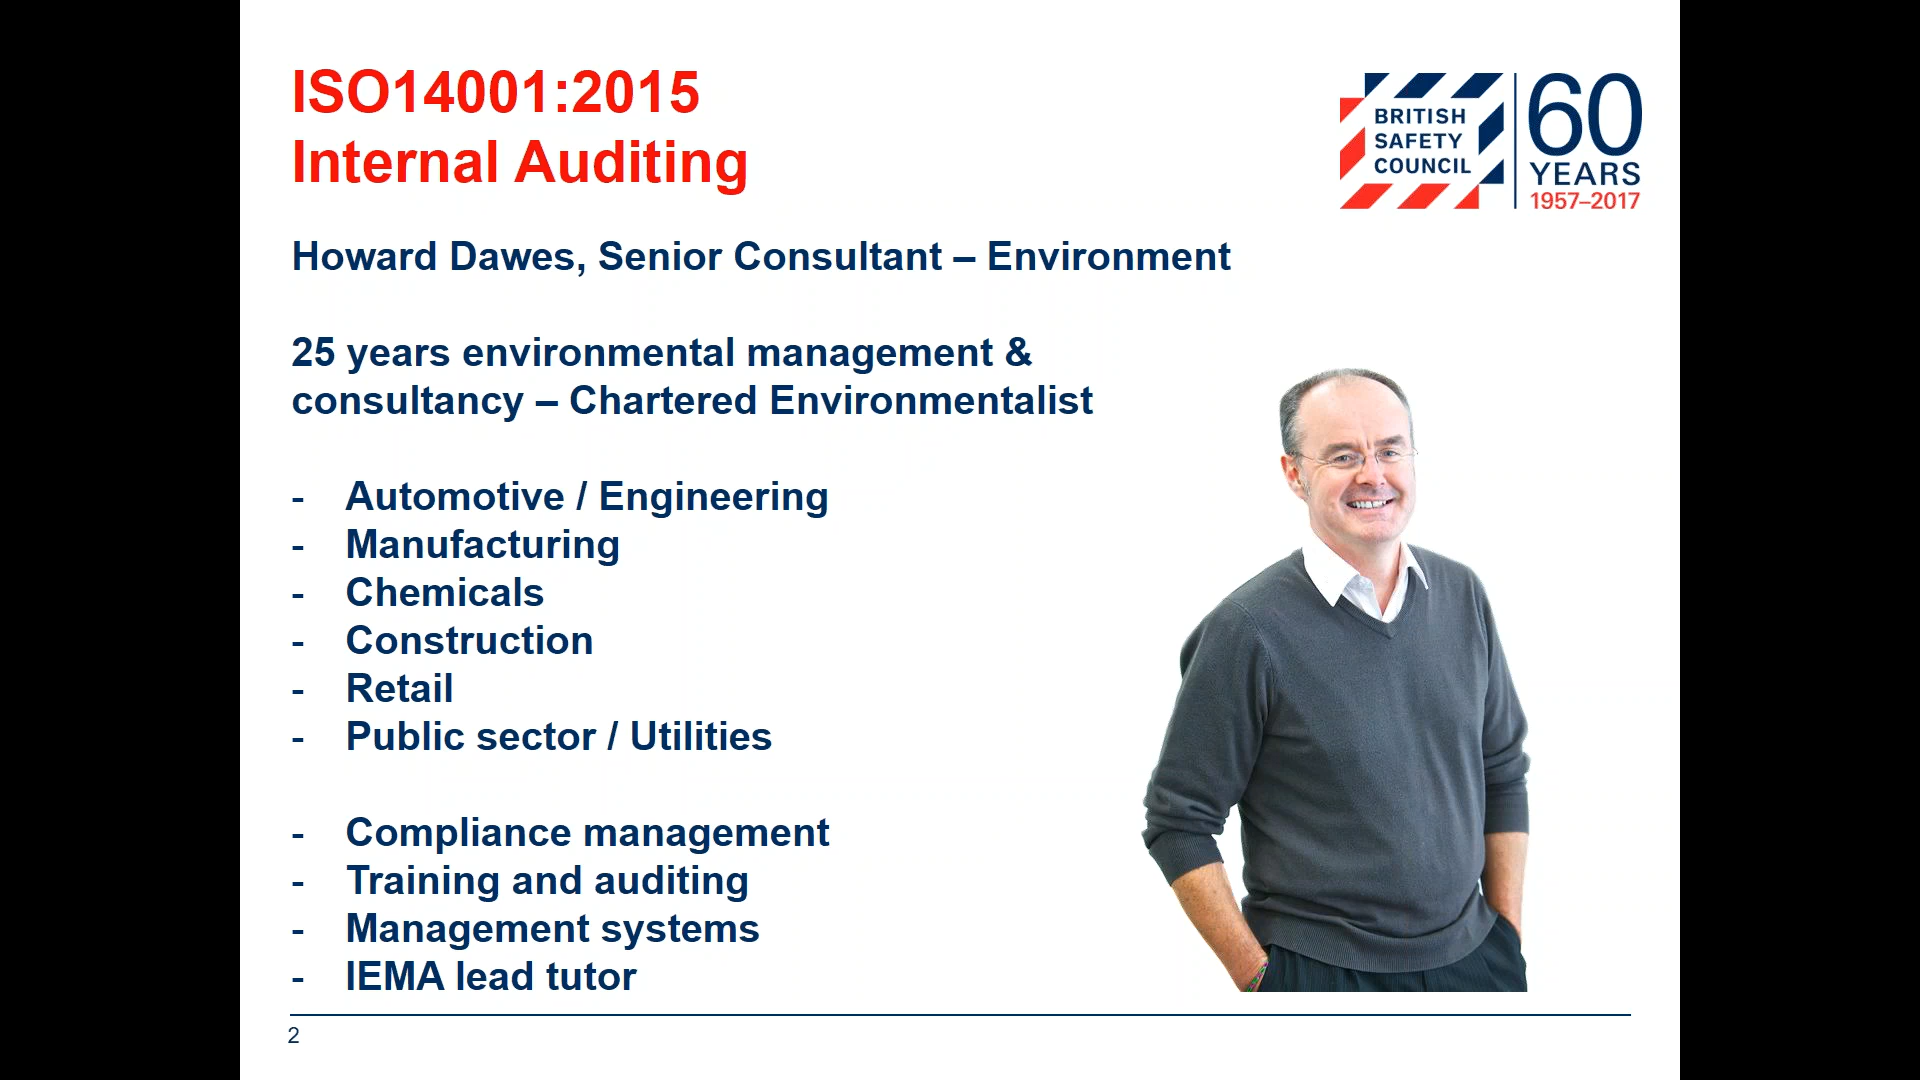 ISO14001:2015
Internal Auditing
BRITISH
SAFETY
COUNCIL
60
YEARS
1957–2017
Howard Dawes, Senior Consultant – Environment
25 years environmental management &
consultancy – Chartered Environmentalist
- Automotive / Engineering
- Manufacturing
- Chemicals
- Construction
- Retail
- Public sector / Utilities
- Compliance management
- Training and auditing
- Management systems
- IEMA lead tutor
2